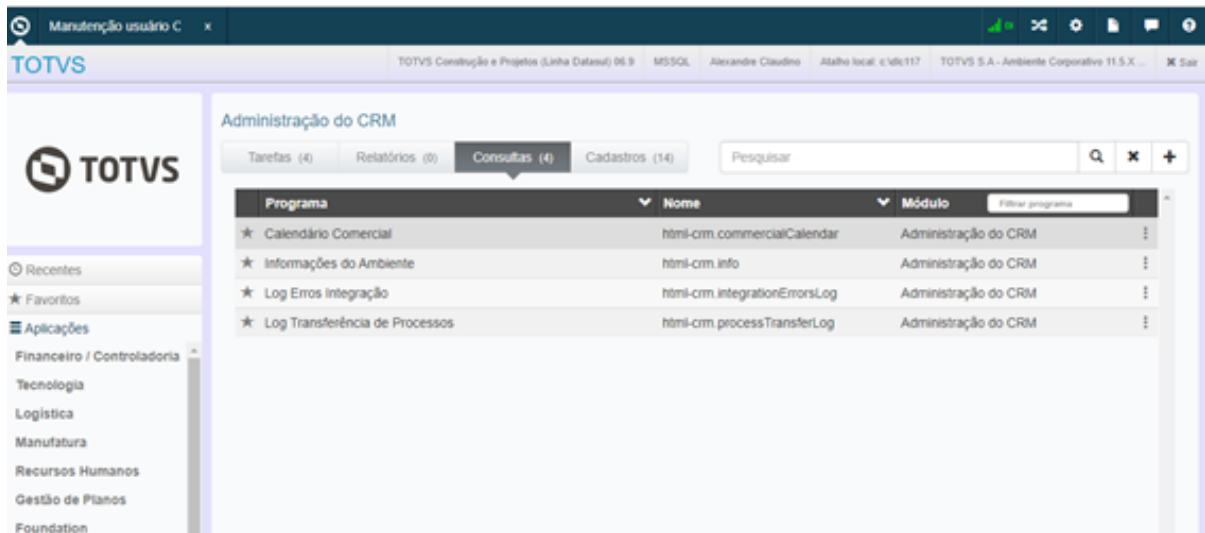 Manutenção usuário C x
TOTVS
TOTVS Construção e Projetos (Linha Datasul) 06.9 MSSQL Alexandre Claudino Atalho local: c:\dlc117 TOTVS S.A - Ambiente Corporativo 11.5.X ... Sair
TOTVS
Administração do CRM
Tarefas (4) Relatórios (0) Consultas (4) Cadastros (14) Pesquisar
Programa Nome Módulo Filtrar programa
Calendário Comercial html-crm.commercialCalendar Administração do CRM
Informações do Ambiente html-crm.info Administração do CRM
Log Erros Integração html-crm.integrationErrorsLog Administração do CRM
Log Transferência de Processos html-crm.processTransferLog Administração do CRM
Recentes
Favoritos
Aplicações
Financeiro / Controladoria
Tecnologia
Logística
Manufatura
Recursos Humanos
Gestão de Planos
Foundation